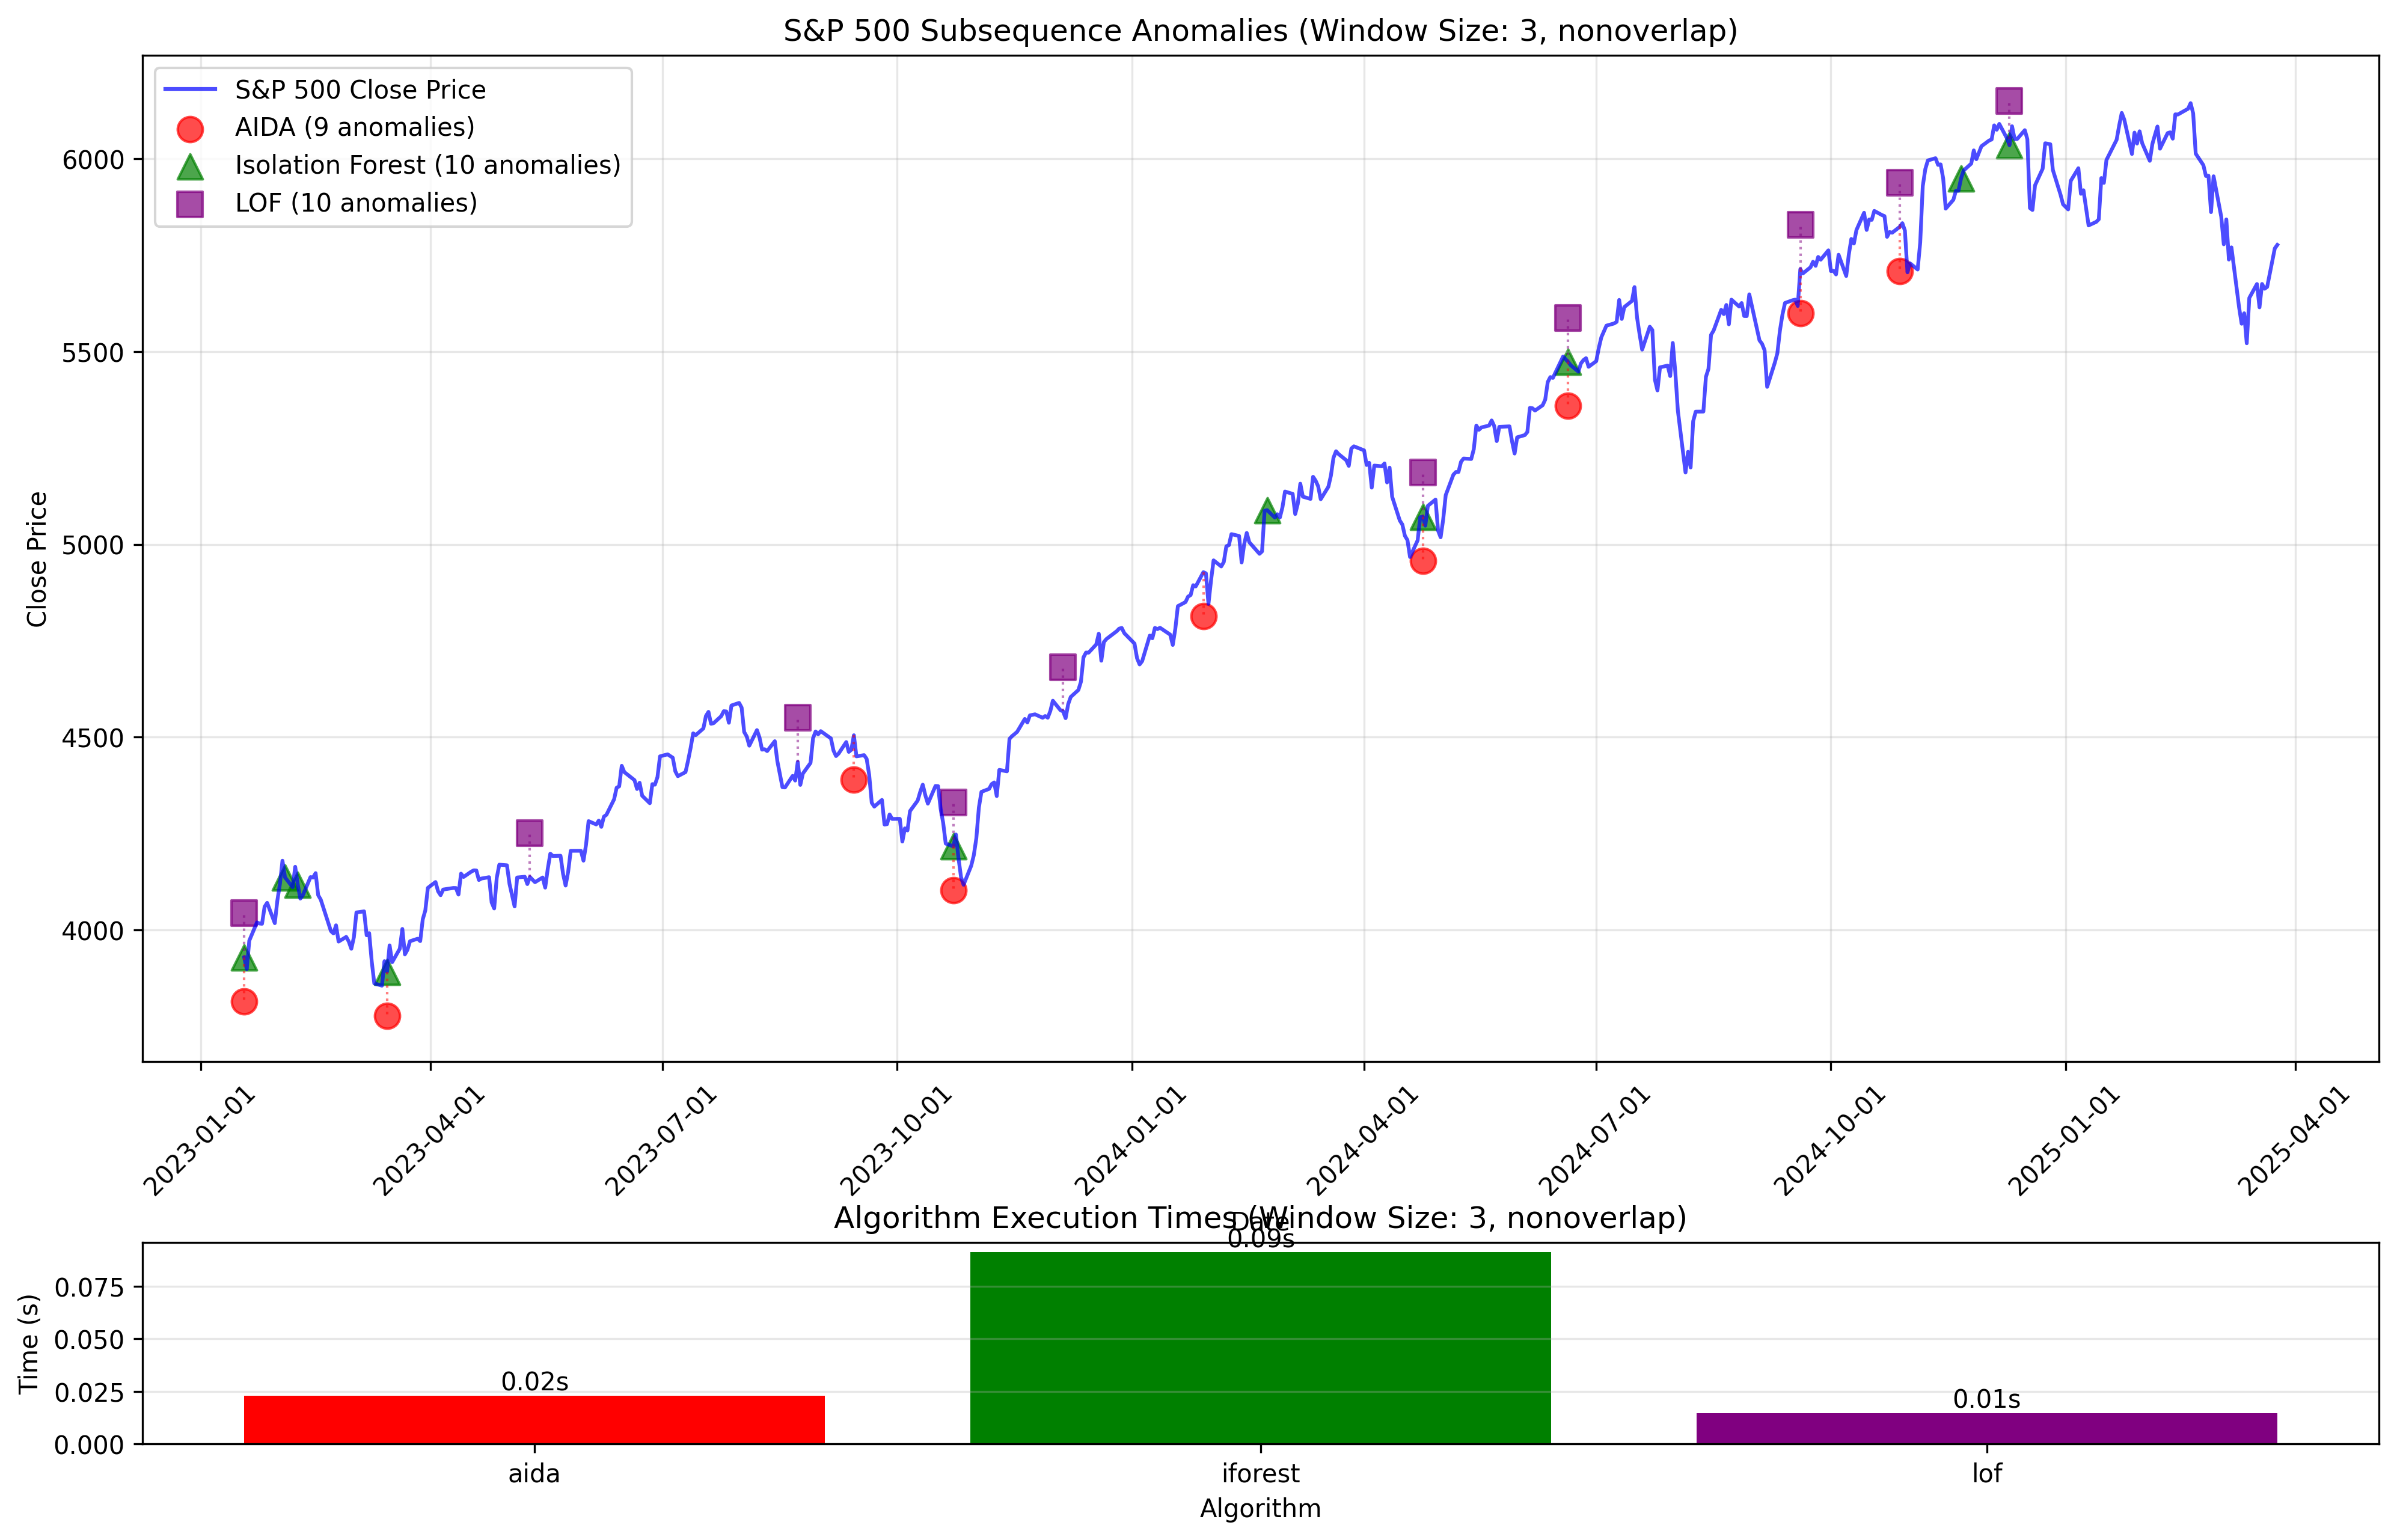 S&P 500 Subsequence Anomalies (Window Size: 3, nonoverlap)
S&P 500 Close Price
AIDA (9 anomalies)
Isolation Forest (10 anomalies)
LOF (10 anomalies)
Close Price
6000
5500
5000
4500
4000
2023-01-01
2023-04-01
2023-07-01
2023-10-01
2024-01-01
2024-04-01
2024-07-01
2024-10-01
2025-01-01
2025-04-01
Date
Algorithm Execution Times (Window Size: 3, nonoverlap)
Time (s)
0.075
0.050
0.025
0.000
0.02s
0.09s
0.01s
aida
iforest
lof
Algorithm